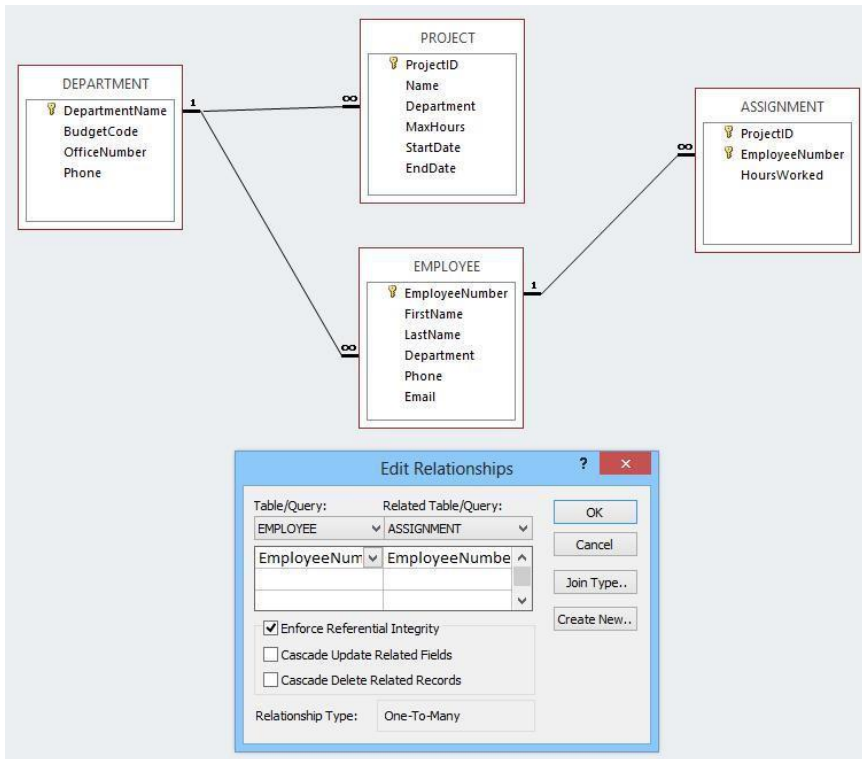 PROJECT
ProjectID
Name
Department
MaxHours
StartDate
EndDate
DEPARTMENT
DepartmentName
BudgetCode
OfficeNumber
Phone
1
∞
∞
ASSIGNMENT
ProjectID
EmployeeNumber
HoursWorked
∞
EMPLOYEE
EmployeeNumber
FirstName
LastName
Department
Phone
Email
1
Edit Relationships
?
×
Table/Query: Related Table/Query:
EMPLOYEE ASSIGNMENT
EmployeeNum EmployeeNumbe
OK
Cancel
Join Type..
Create New..
Enforce Referential Integrity
Cascade Update Related Fields
Cascade Delete Related Records
Relationship Type: One-To-Many